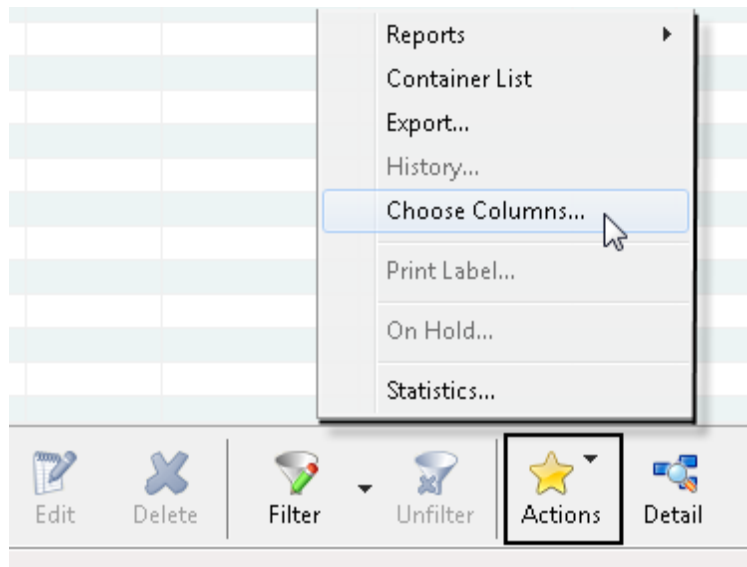 Reports
Container List
Export...
History...
Choose Columns...
Print Label...
On Hold...
Statistics...
Edit Delete Filter Unfilter Actions Detail